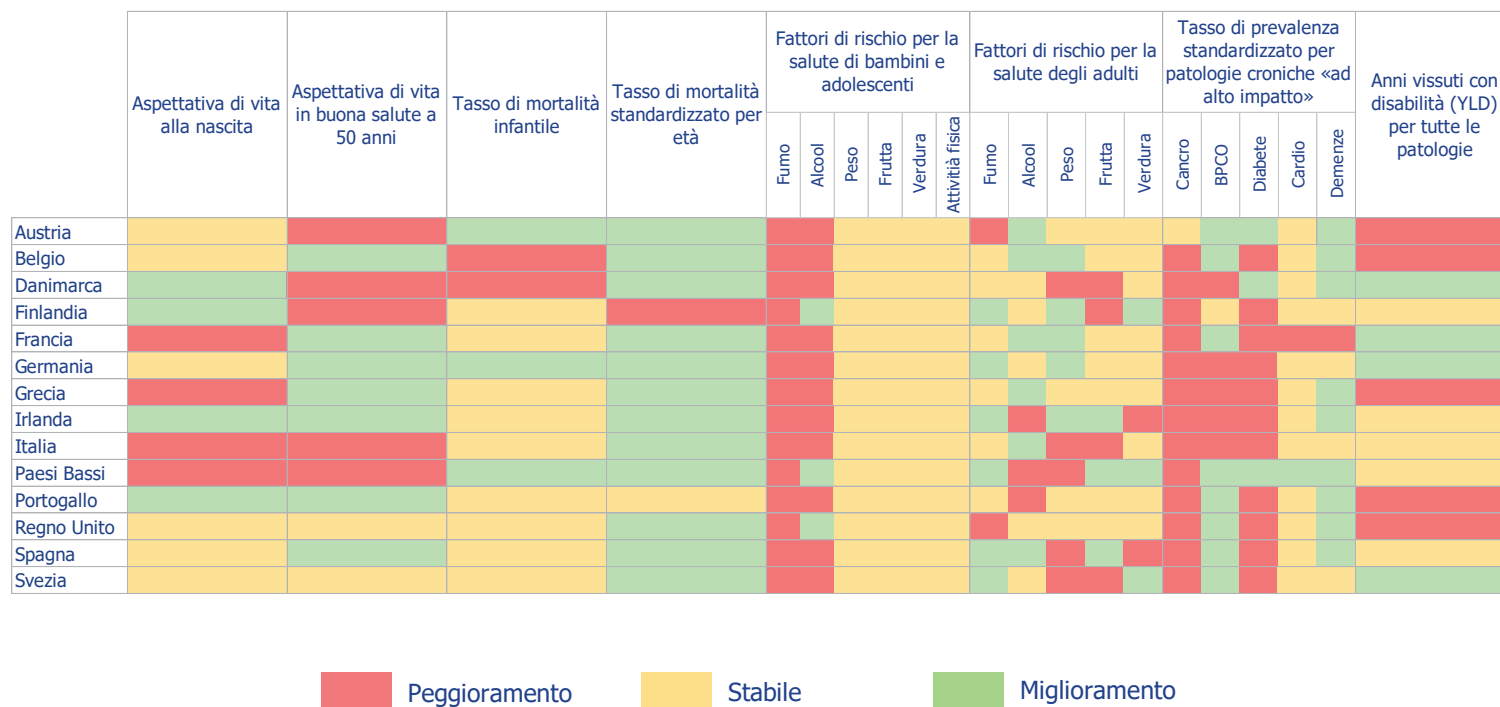 Aspettativa di vita
alla nascita
Aspettativa di vita
in buona salute a
50 anni
Tasso di mortalità
infantile
Tasso di mortalità
standardizzato per
età
Fattori di rischio per la
salute di bambini e
adolescenti
Fumo
Alcool
Peso
Frutta
Verdura
Attivitià fisica
Fattori di rischio per la
salute degli adulti
Fumo
Alcool
Peso
Frutta
Verdura
Tasso di prevalenza
standardizzato per
patologie croniche «ad
alto impatto»
Cancro
BPCO
Diabete
Cardio
Demenze
Anni vissuti con
disabilità (YLD)
per tutte le
patologie
Austria
Belgio
Danimarca
Finlandia
Francia
Germania
Grecia
Irlanda
Italia
Paesi Bassi
Portogallo
Regno Unito
Spagna
Svezia
Peggioramento
Stabile
Miglioramento